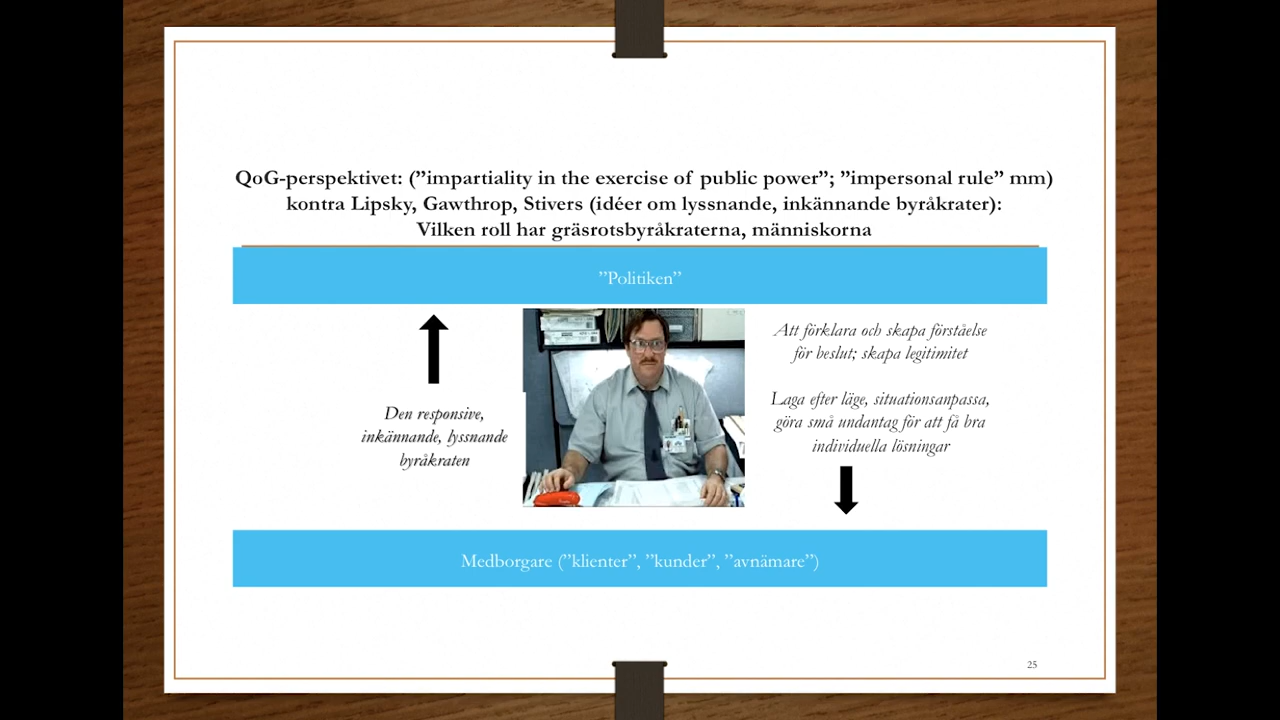 QoG-perspektivet: (”impartiality in the exercise of public power”; ”impersonal rule” mm)
kontra Lipsky, Gawthrop, Stivers (idéer om lyssnande, inkännande byråkrater):
Vilken roll har gräsrotsbyråkraterna, människorna
”Politiken”
Att förklara och skapa förståelse
för beslut; skapa legitimitet
Laga efter läge, situationsanpassa,
göra små undantag för att få bra
individuella lösningar
Den responsive,
inkännande, lyssnande
byråkraten
Medborgare (”klienter”, ”kunder”, ”avnämare”)
25